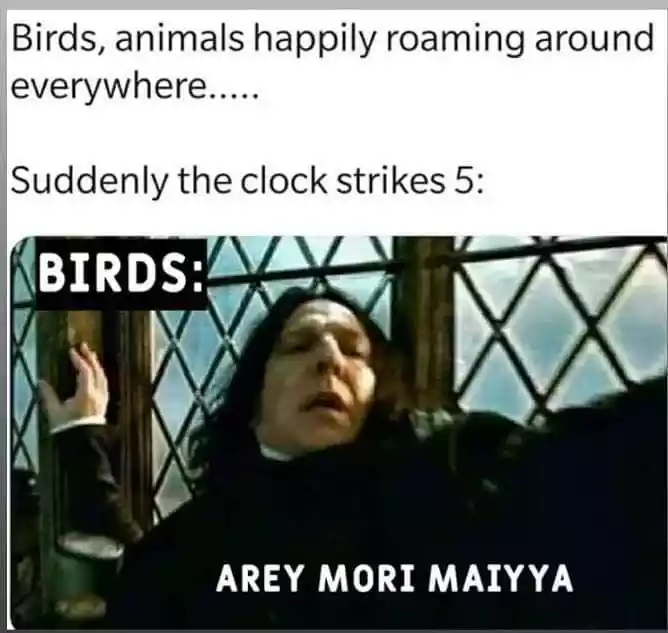 Birds, animals happily roaming around
everywhere.....
Suddenly the clock strikes 5:
BIRDS:
AREY MORI MAIYYA